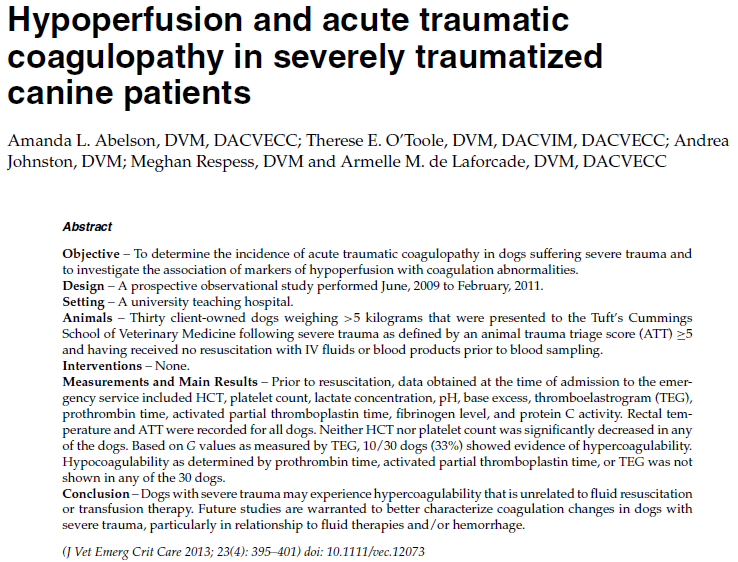 Hypoperfusion and acute traumatic
coagulopathy in severely traumatized
canine patients
Amanda L. Abelson, DVM, DACVECC; Therese E. O'Toole, DVM, DACVIM, DACVECC; Andrea
Johnston, DVM; Meghan Respess, DVM and Armelle M. de Laforcade, DVM, DACVECC
Abstract
Objective – To determine the incidence of acute traumatic coagulopathy in dogs suffering severe trauma and
to investigate the association of markers of hypoperfusion with coagulation abnormalities.
Design – A prospective observational study performed June, 2009 to February, 2011.
Setting – A university teaching hospital.
Animals – Thirty client-owned dogs weighing >5 kilograms that were presented to the Tuft's Cummings
School of Veterinary Medicine following severe trauma as defined by an animal trauma triage score (ATT) ≥5
and having received no resuscitation with IV fluids or blood products prior to blood sampling.
Interventions – None.
Measurements and Main Results – Prior to resuscitation, data obtained at the time of admission to the emer-
gency service included HCT, platelet count, lactate concentration, pH, base excess, thromboelastrogram (TEG),
prothrombin time, activated partial thromboplastin time, fibrinogen level, and protein C activity. Rectal tem-
perature and ATT were recorded for all dogs. Neither HCT nor platelet count was significantly decreased in any
of the dogs. Based on G values as measured by TEG, 10/30 dogs (33%) showed evidence of hypercoagulability.
Hypocoagulability as determined by prothrombin time, activated partial thromboplastin time, or TEG was not
shown in any of the 30 dogs.
Conclusion – Dogs with severe trauma may experience hypercoagulability that is unrelated to fluid resuscitation
or transfusion therapy. Future studies are warranted to better characterize coagulation changes in dogs with
severe trauma, particularly in relationship to fluid therapies and/or hemorrhage.
(J Vet Emerg Crit Care 2013; 23(4): 395–401) doi: 10.1111/vec.12073